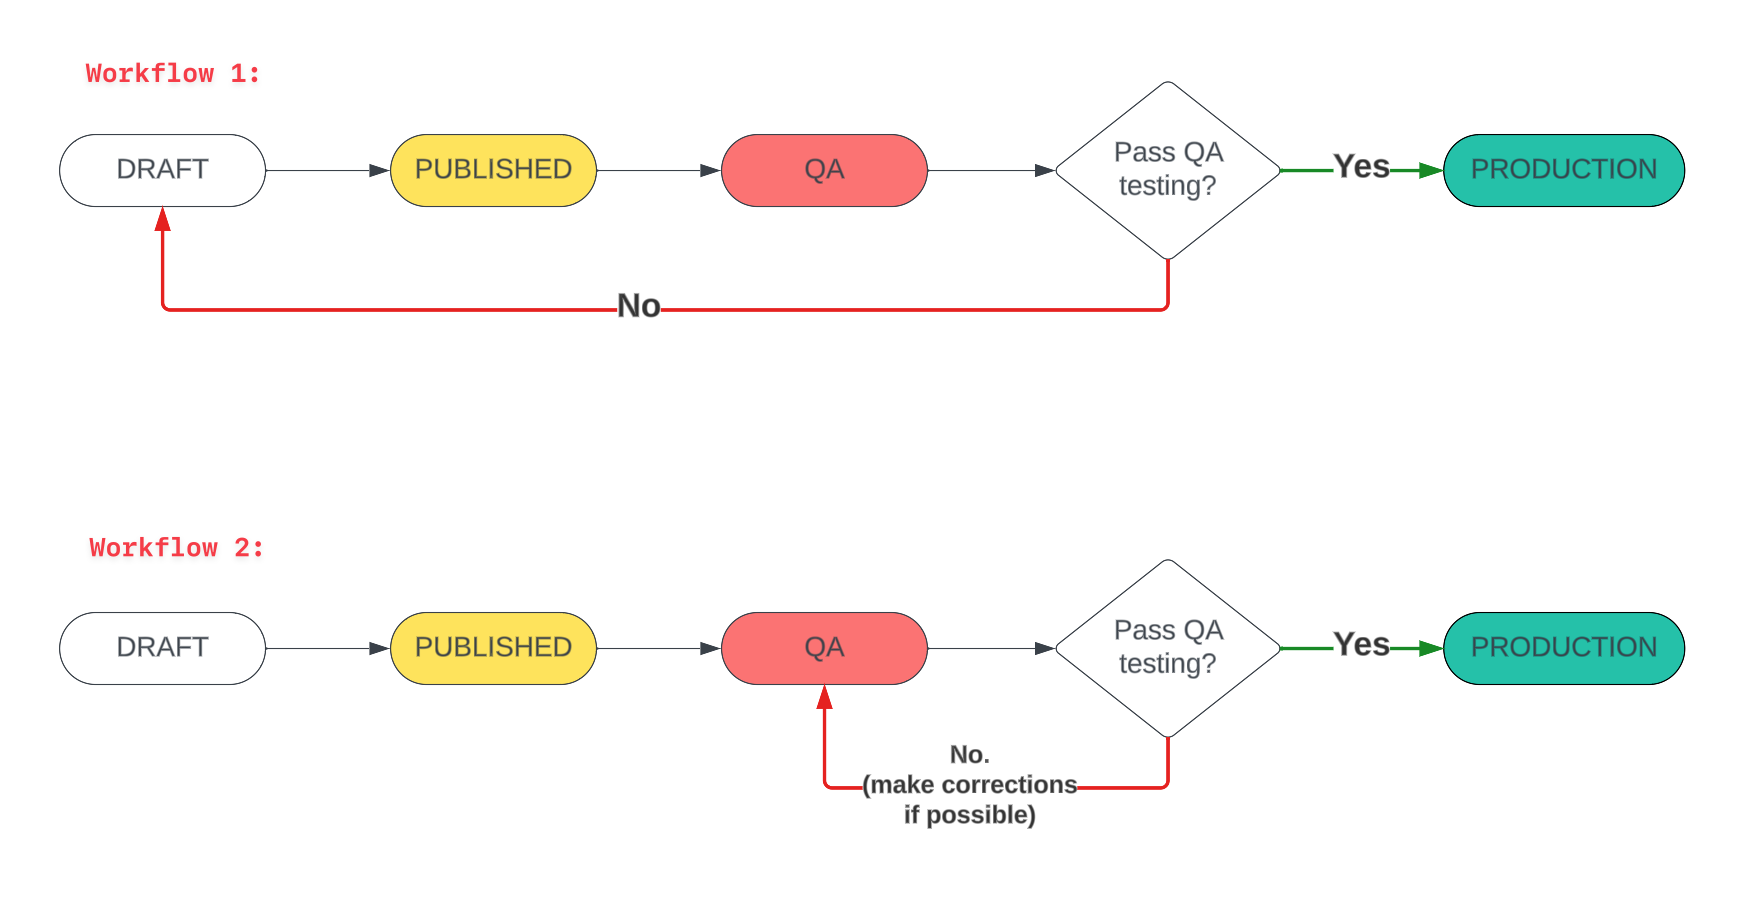 Workflow 1:
DRAFT
PUBLISHED
QA
Pass QA
testing?
Yes
PRODUCTION
No
Workflow 2:
DRAFT
PUBLISHED
QA
Pass QA
testing?
Yes
PRODUCTION
No.
(make corrections
if possible)